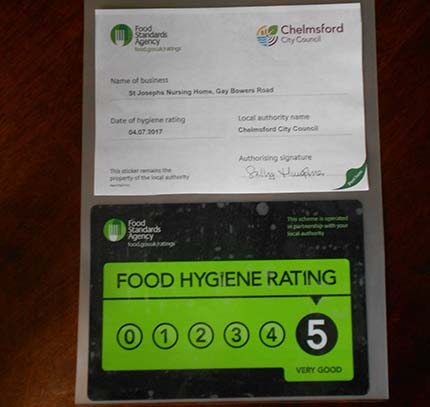 Food
Standards
Agency
food.gov.uk/ratings
Chelmsford
City Council
Name of business
St Josephs Nursing Home, Gay Bowers Road
Date of hygiene rating
04.07.2017
Local authority name
Chelmsford City Council
Authorising signature
This sticker remains the
property of the local authority
Food
Standards
Agency
food.gov.uk/ratings
This scheme is operated
in partnership with your
local authority
FOOD HYGIENE RATING
0 1 2 3 4 5
VERY GOOD